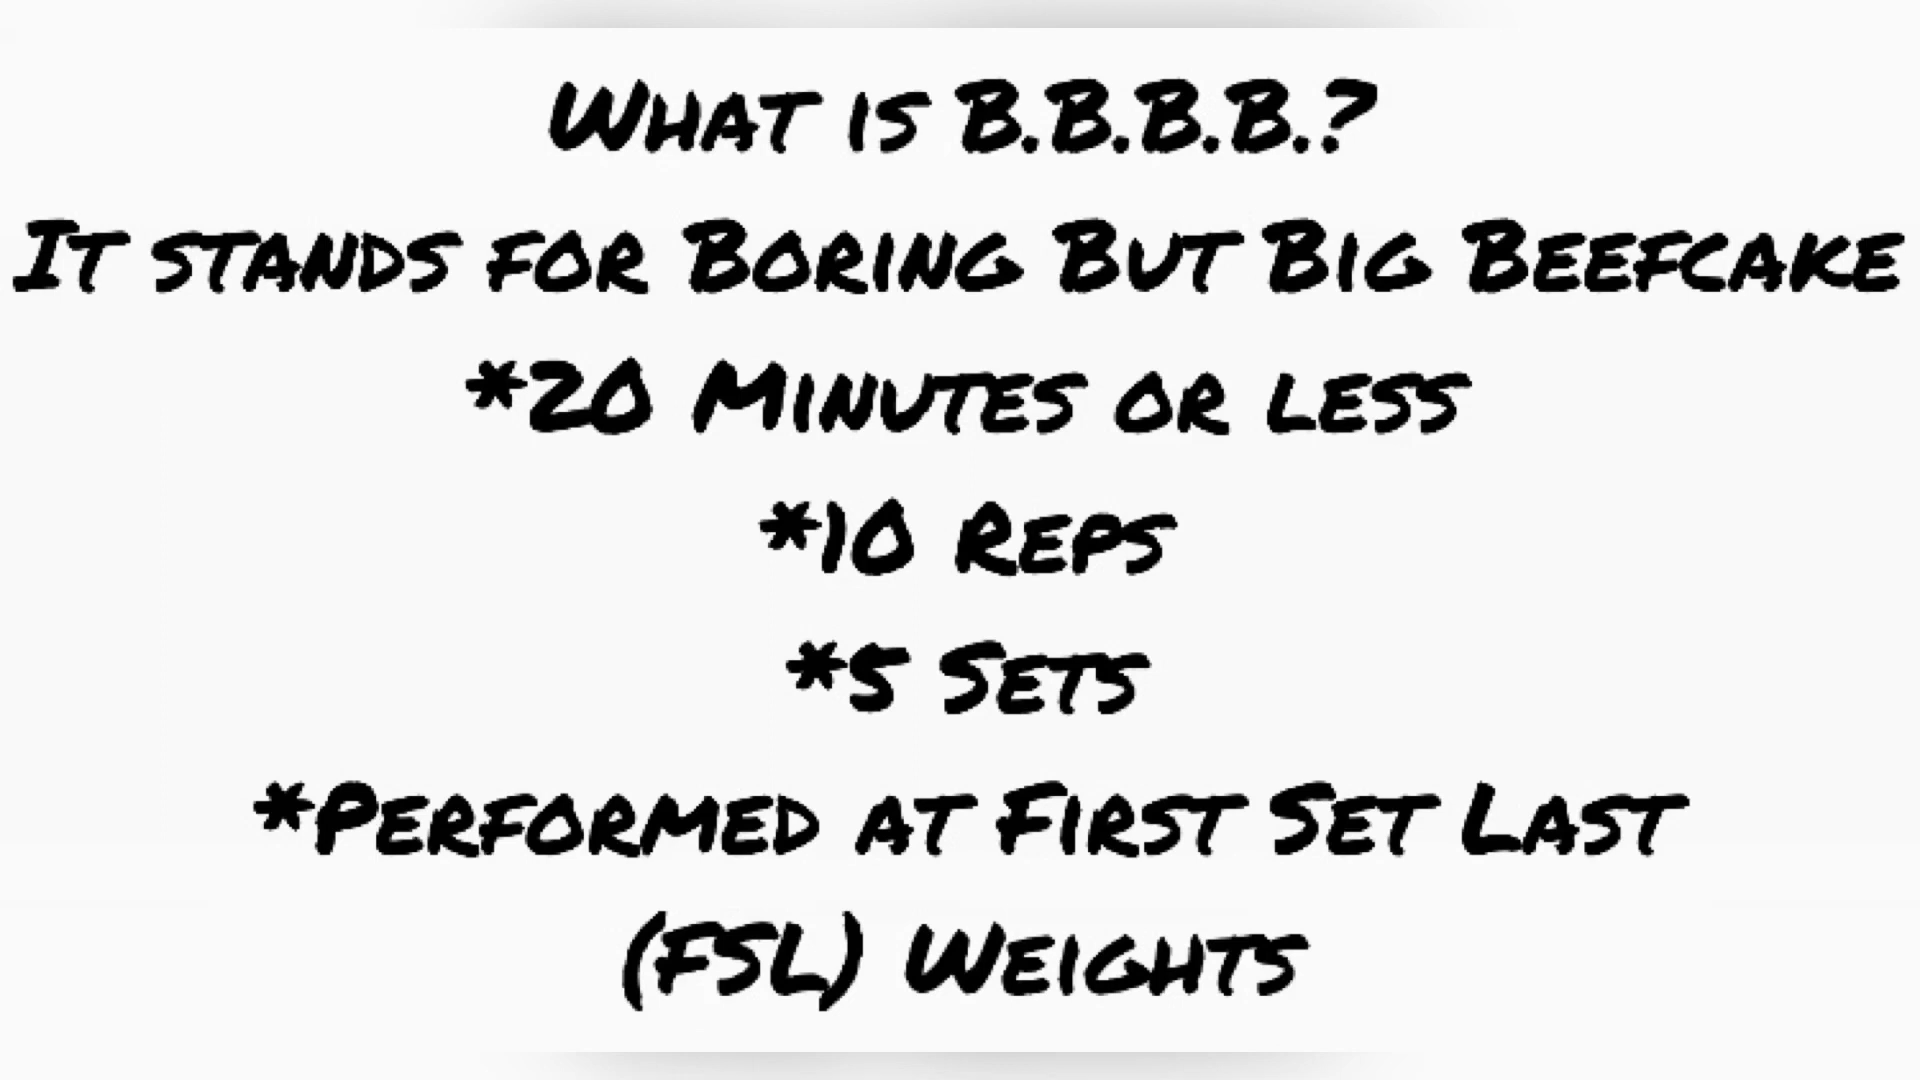 What is B.B.B.B.?
It stands for Boring But Big Beefcake
*20 Minutes or less
*10 Reps
*5 Sets
*Performed at First Set Last
(FSL) Weights